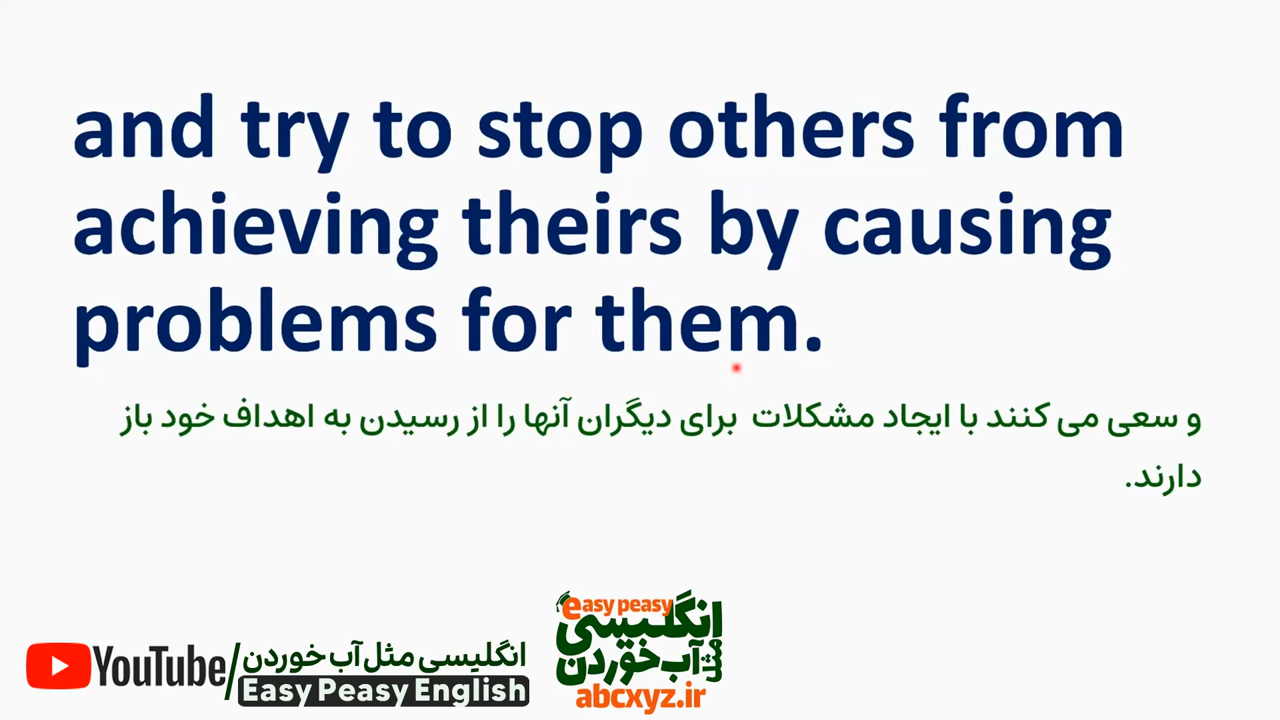 and try to stop others from
achieving theirs by causing
problems for them.
و سعی می کنند با ایجاد مشکلات برای دیگران آنها را از رسیدن به اهداف خود باز
دارند.
YouTube/انگلیسی مثل آب خوردن
Easy Peasy English
easy peasy
انگلیسی
مثل
آب خوردن
abcxyz.ir